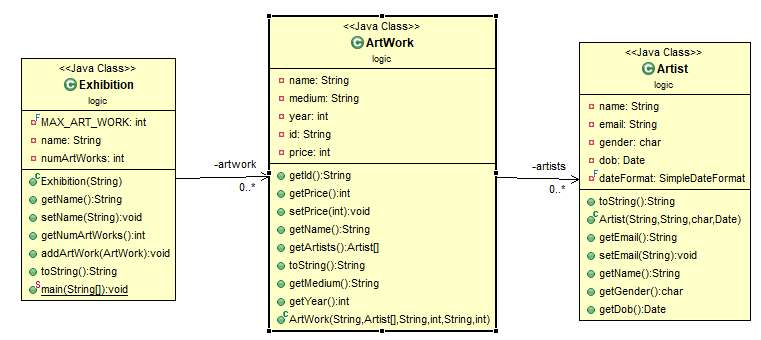 <<Java Class>>
Exhibition
logic
MAX_ART_WORK: int
name: String
numArtWorks: int
Exhibition(String)
getName():String
setName(String):void
getNumArtWorks():int
addArtWork(ArtWork):void
toString():String
main(String[]):void
-artwork
0..*
<<Java Class>>
ArtWork
logic
name: String
medium: String
year: int
id: String
price: int
getId():String
getPrice():int
setPrice(int):void
getName():String
getArtists():Artist[]
toString():String
getMedium():String
getYear():int
ArtWork(String,Artist[],String,int,String,int)
-artists
0..*
<<Java Class>>
Artist
logic
name: String
email: String
gender: char
dob: Date
dateFormat: SimpleDateFormat
toString():String
Artist(String,String,char,Date)
getEmail():String
setEmail(String):void
getName():String
getGender():char
getDob():Date